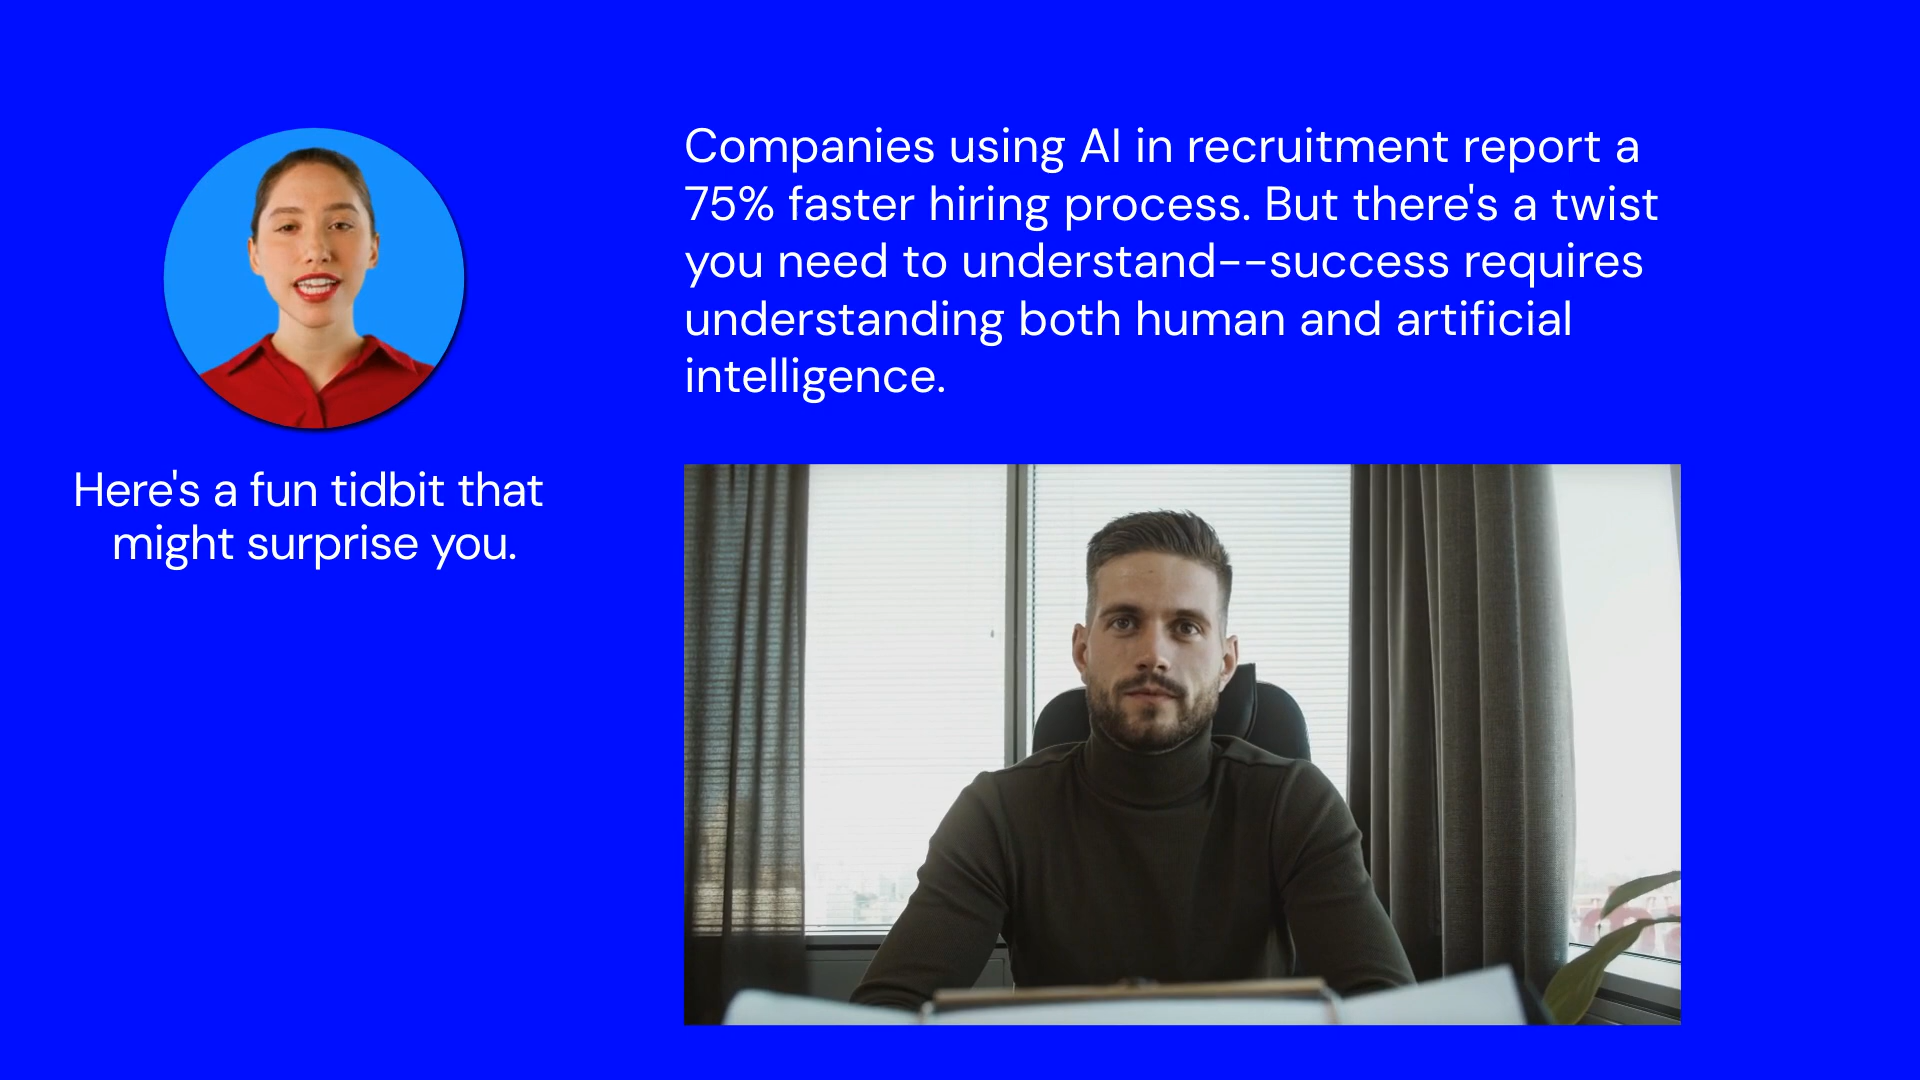 Here's a fun tidbit that
might surprise you.
Companies using AI in recruitment report a
75% faster hiring process. But there's a twist
you need to understand--success requires
understanding both human and artificial
intelligence.